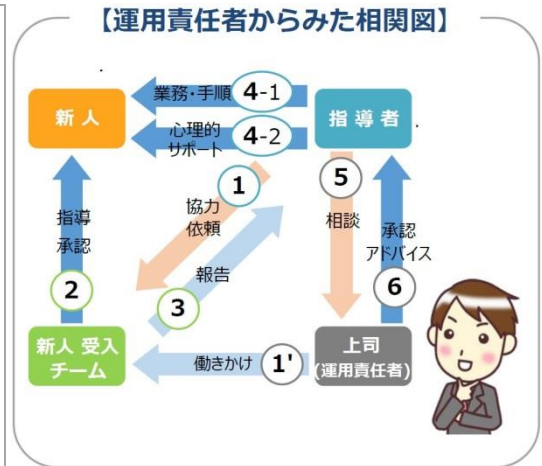 【運用責任者からみた相関図】
業務・手順 4-1
新 人
指 導 者
心理的
サポート
4-2
1
協力
依頼
5
相談
指導
承認
承認
アドバイス
報告
2
3
6
新人 受入
チーム
働きかけ 1'
上司
(運用責任者)